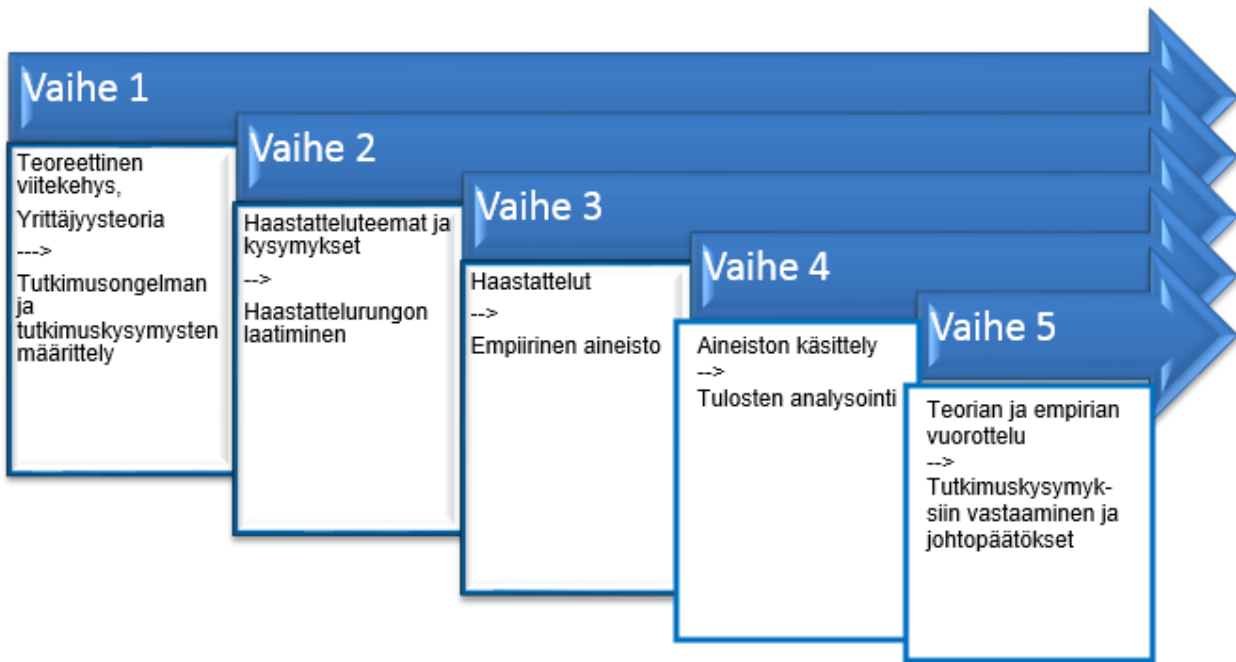 Vaihe 1
Teoreettinen
viitekehys,
Yrittäjyysteoria
--->
Tutkimusongelman
ja
tutkimuskysymysten
määrittely
Vaihe 2
Haastatteluteemat ja
kysymykset
-->
Haastattelurungon
laatiminen
Vaihe 3
Haastattelut
-->
Empiirinen aineisto
Vaihe 4
Aineiston käsittely
-->
Tulosten analysointi
Vaihe 5
Teorian ja empirian
vuorottelu
-->
Tutkimuskysymyk-
siin vastaaminen ja
johtopäätökset